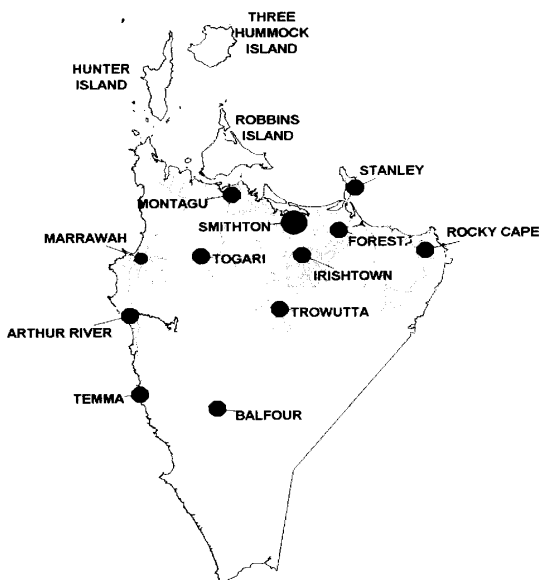 THREE
HUMMOCK
ISLAND
HUNTER
ISLAND
ROBBINS
ISLAND
STANLEY
MONTAGU
SMITHTON
FOREST
ROCKY CAPE
MARRAWAH
TOGARI
IRISHTOWN
TROWUTTA
ARTHUR RIVER
TEMMA
BALFOUR